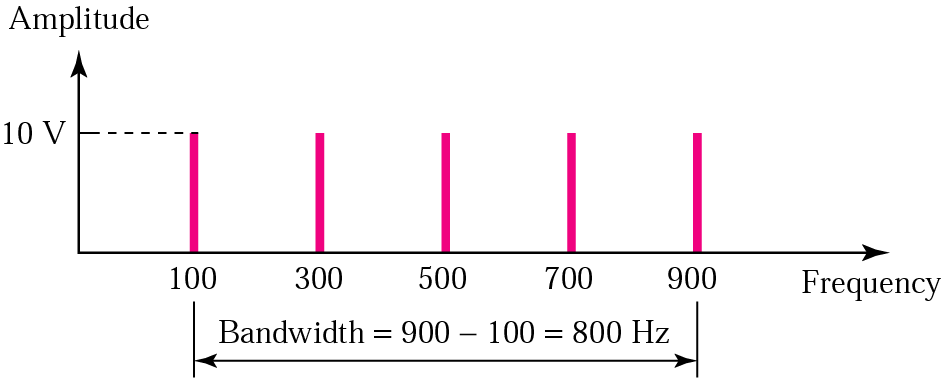 Amplitude
10 V
100 300 500 700 900
Frequency
Bandwidth = 900 – 100 = 800 Hz